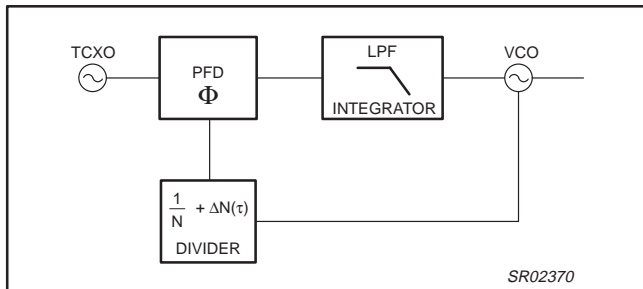 TCXO
PFD
Φ
LPF
INTEGRATOR
VCO
1/N + ΔN(τ)
DIVIDER
SR02370